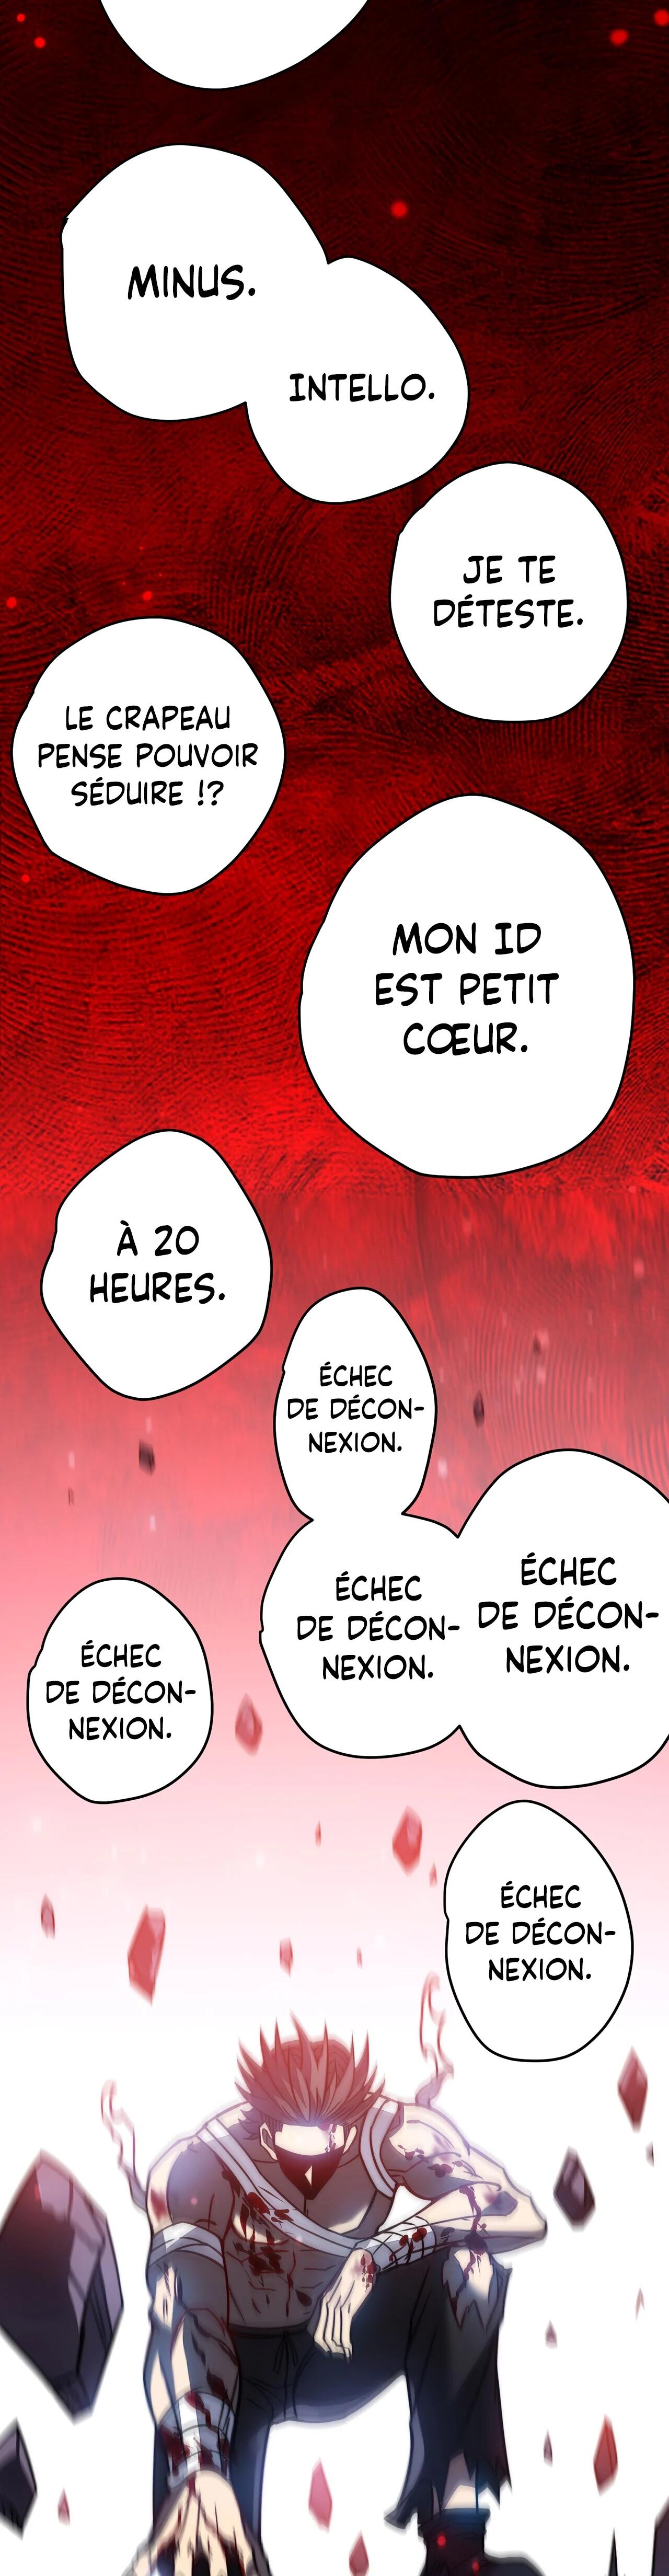 MINUS.
INTELLO.
JE TE
DÉTESTE.
LE CRAPEAU
PENSE POUVOIR
SÉDUIRE !?
MON ID
EST PETIT
CŒUR.
À 20
HEURES.
ÉCHEC
DE DÉCON-
NEXION.
ÉCHEC
DE DÉCON-
NEXION.
ÉCHEC
DE DÉCON-
NEXION.
ÉCHEC
DE DÉCON-
NEXION.
ÉCHEC
DE DÉCON-
NEXION.